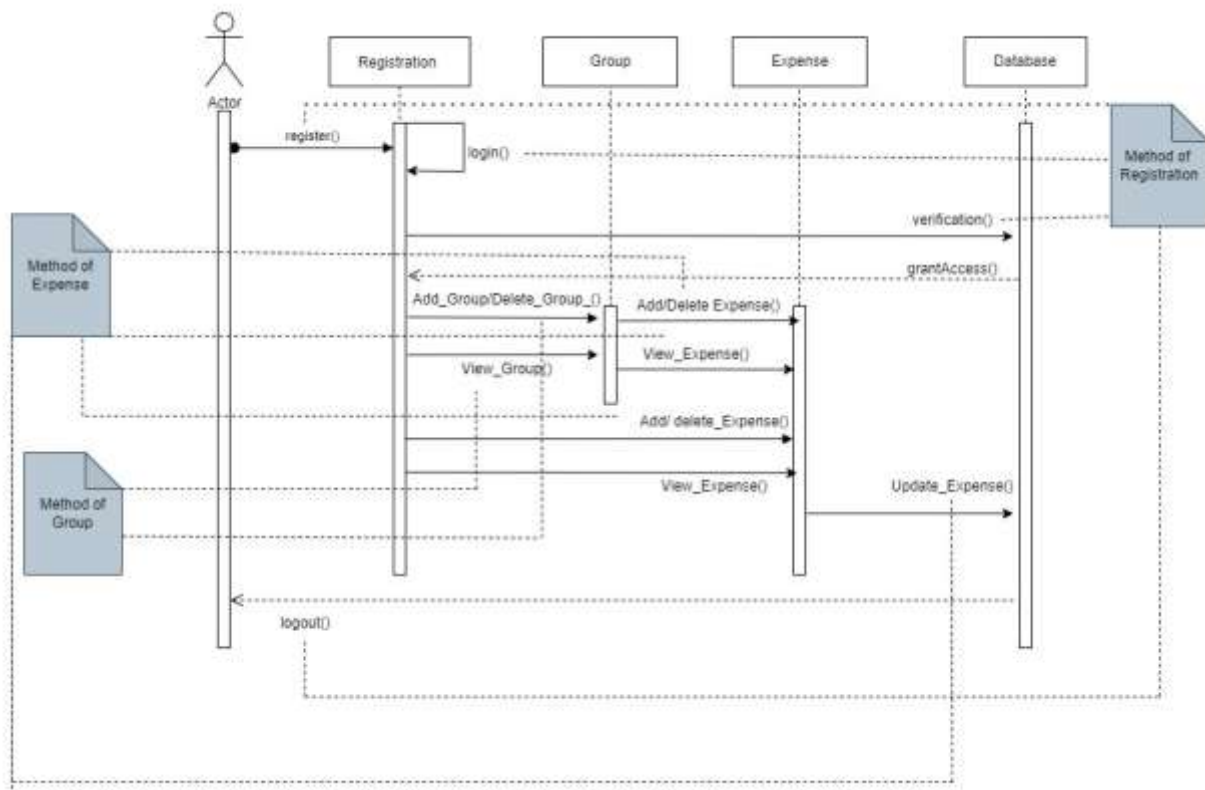 Registration
Group
Expense
Database
Actor
register()
login()
Method of
Registration
verification()
Method of
Expense
grantAccess()
Add_Group/Delete_Group_()
Add/Delete Expense()
View_Expense()
View_Group()
Add/ delete_Expense()
View_Expense()
Update_Expense()
Method of
Group
logout()